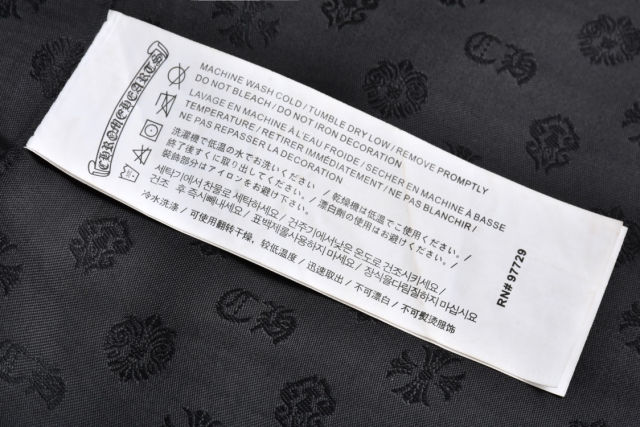 CHROME HEARTS
MACHINE WASH COLD / TUMBLE DRY LOW / REMOVE PROMPTLY
DO NOT BLEACH / DO NOT IRON DECORATION
LAVAGE EN MACHINE À L'EAU FROIDE / SECHER EN MACHINE À BASSE
TEMPERATURE / RETIRER IMMÉDIATEMENT / NE PAS BLANCHIR /
NE PAS REPASSER LA DECORATION
洗濯機で低温の水でお洗いください / 乾燥機は低温でご使用ください。/
終了後すぐに取り出してください。/ 漂白剤の使用はお避けください。/
装飾部分はアイロンをお避け下さい。
세탁기에서 찬물로 세탁하세요 / 건주기에서낮은 온도로 건조시키세요 /
건조 후 즉시빼내세요 / 표백제를사용하지 마세요 / 장식을다림질하지 마십시요
冷水洗涤 / 可使用翻转干燥，较低温度 / 迅速取出 / 不可漂白 / 不可熨烫服饰
RN# 97729